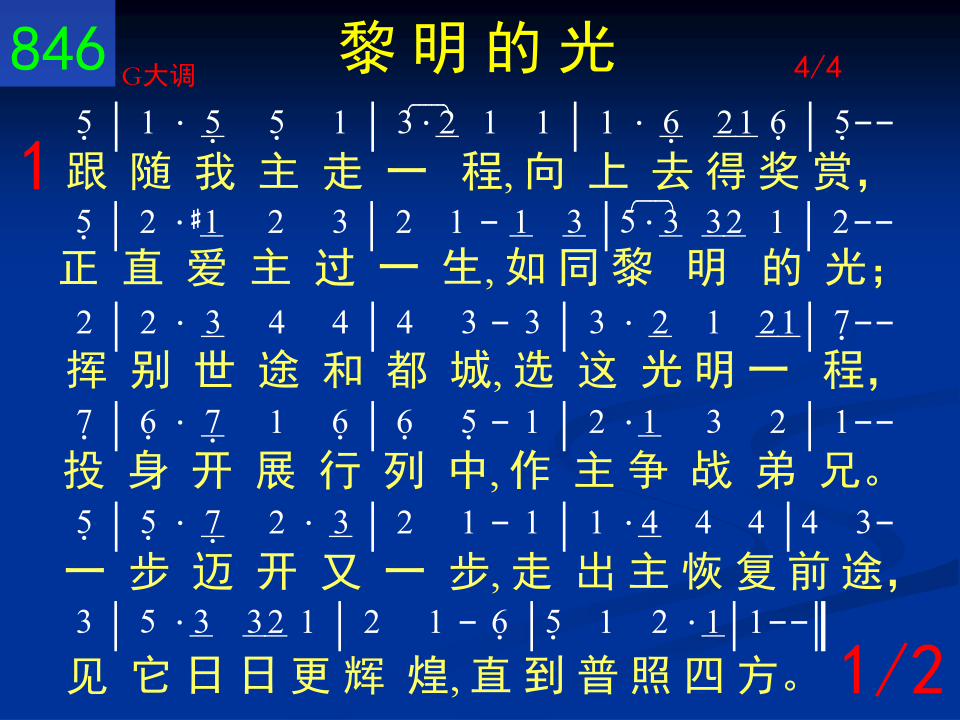 846 黎明的光
G大调 4/4
5̣ | 1 · 5̣ 5̣ 1 | 3 · 2 1 1 | 1 · 6̣ 2 1 6̣ | 5̣ - -
1 跟随我主走一程,向上去得奖赏,
5̣ | 2 · #1 2 3 | 2 1 - 1 3 | 5 · 3 3 2 1 | 2 - -
正直爱主过一生,如同黎明的光;
2 | 2 · 3 4 4 | 4 3 - 3 | 3 · 2 1 2 1 | 7̣ - -
挥别世途和都城,选这光明一程,
7̣ | 6̣ · 7̣ 1 6̣ | 6̣ 5̣ - 1 | 2 · 1 3 2 | 1 - -
投身开展行列中,作主争战弟兄。
5̣ | 5̣ · 7̣ 2 · 3 | 2 1 - 1 | 1 · 4 4 4 | 4 3 -
一步迈开又一步,走出主恢复前途,
3 | 5 · 3 3 2 1 | 2 1 - 6̣ | 5̣ 1 2 · 1 | 1 - - ‖
见它日日更辉煌,直到普照四方。
1/2